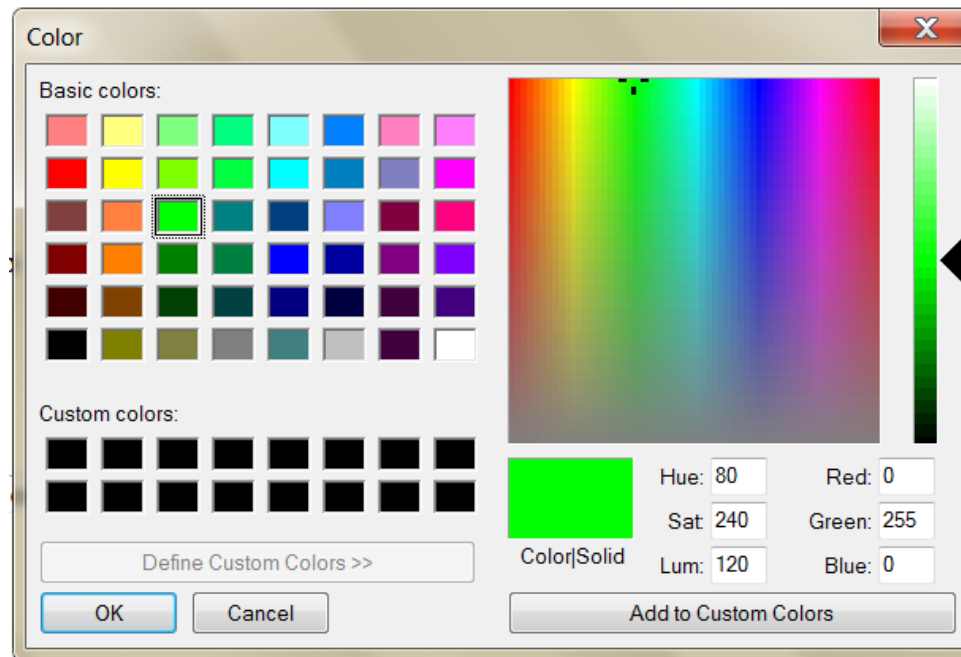 Color
Basic colors:
Custom colors:
Define Custom Colors >>
OK
Cancel
Color|Solid
Hue: 80
Sat: 240
Lum: 120
Red: 0
Green: 255
Blue: 0
Add to Custom Colors